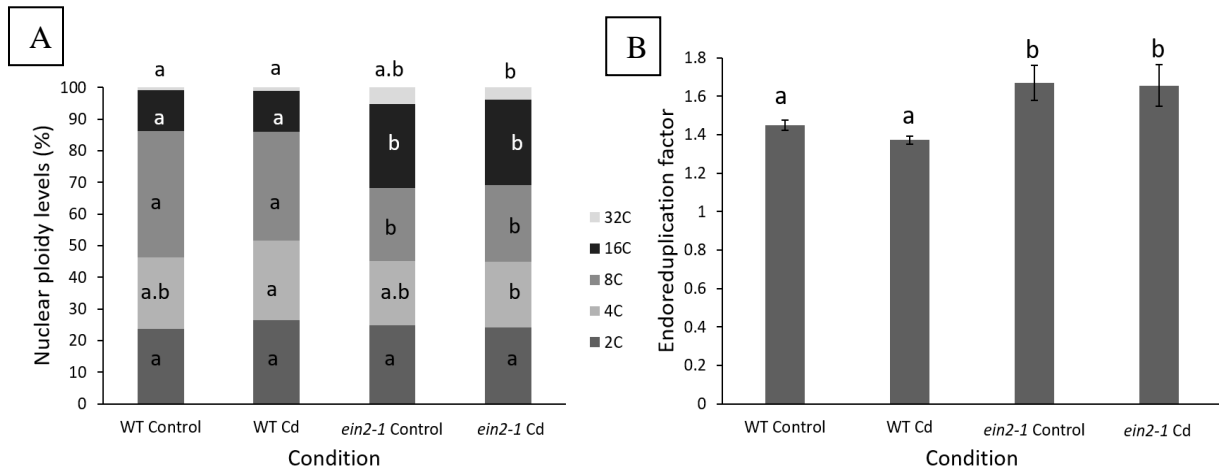 A
a a a.b b
100
90
80
70
60
50
40
30
20
10
0
Nuclear ploidy levels (%)
a a b b
a a b b
a.b a a.b b
a a a a
WT Control WT Cd ein2-1 Control ein2-1 Cd
Condition
32C
16C
8C
4C
2C
B
1.8
1.6
1.4
1.2
1
0.8
0.6
0.4
0.2
0
Endoreduplication factor
a a b b
WT Control WT Cd ein2-1 Control ein2-1 Cd
Condition